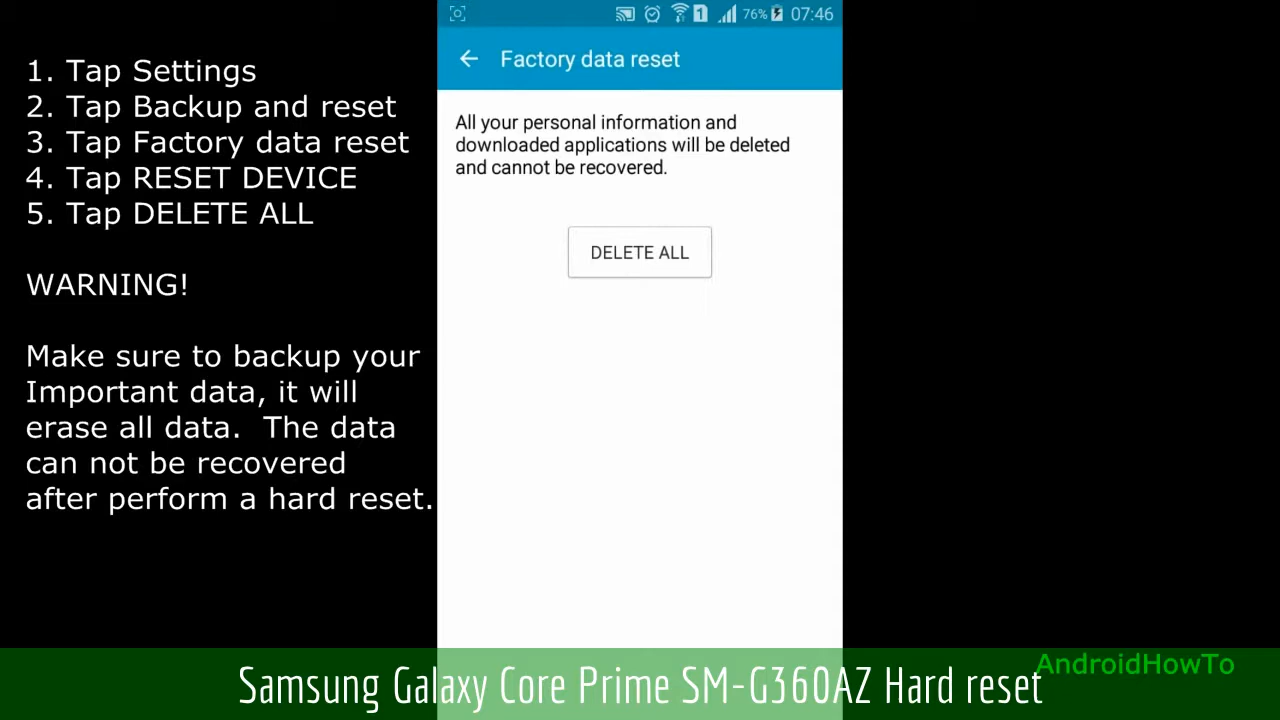 1. Tap Settings
2. Tap Backup and reset
3. Tap Factory data reset
4. Tap RESET DEVICE
5. Tap DELETE ALL
WARNING!
Make sure to backup your
Important data, it will
erase all data.  The data
can not be recovered
after perform a hard reset.
1 76% 07:46
Factory data reset
All your personal information and
downloaded applications will be deleted
and cannot be recovered.
DELETE ALL
AndroidHowTo
Samsung Galaxy Core Prime SM-G360AZ Hard reset